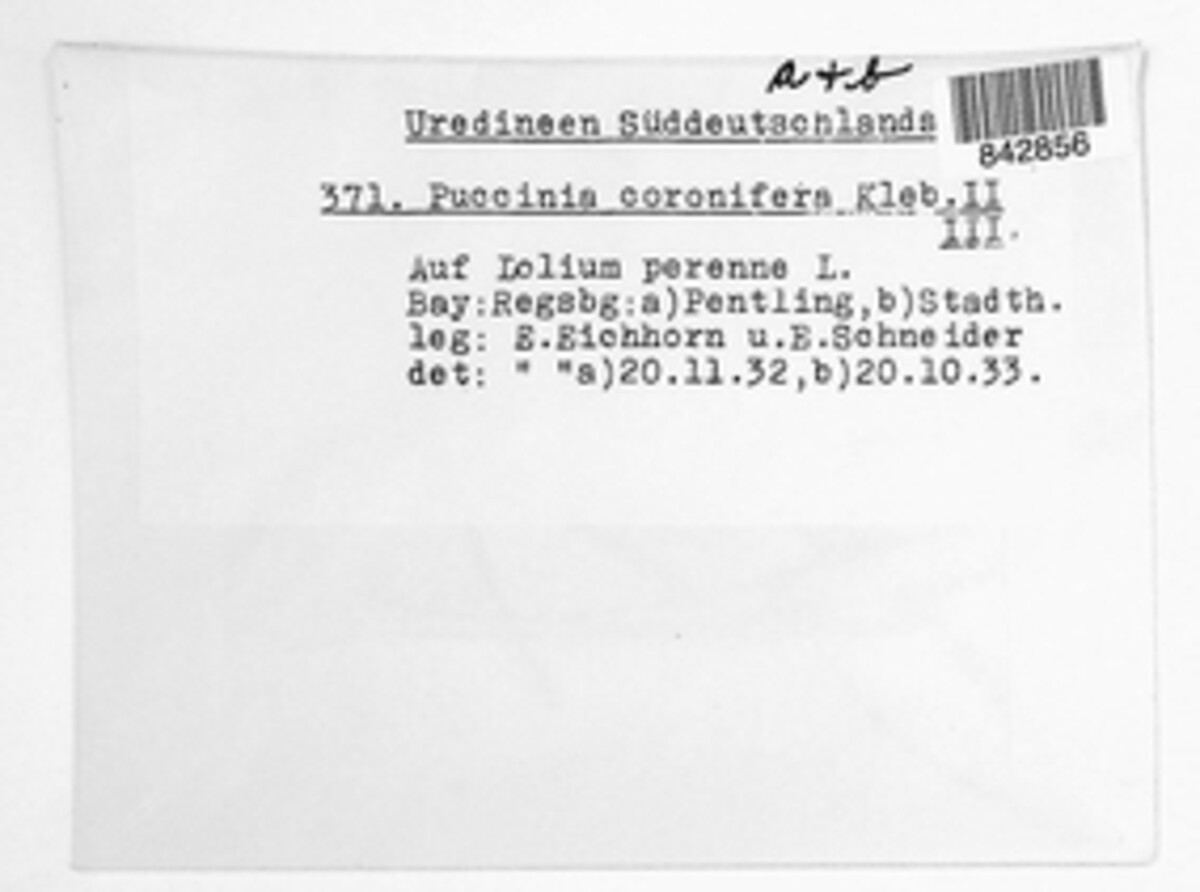 a + b
Uredineen Süddeutschlands
842856
371. Puccinia coronifera Kleb.II
III.
Auf Lolium perenne L.
Bay:Regsbg:a)Pentling,b)Stadth.
leg: E.Eichhorn u.E.Schneider
det: " "a)20.11.32,b)20.10.33.